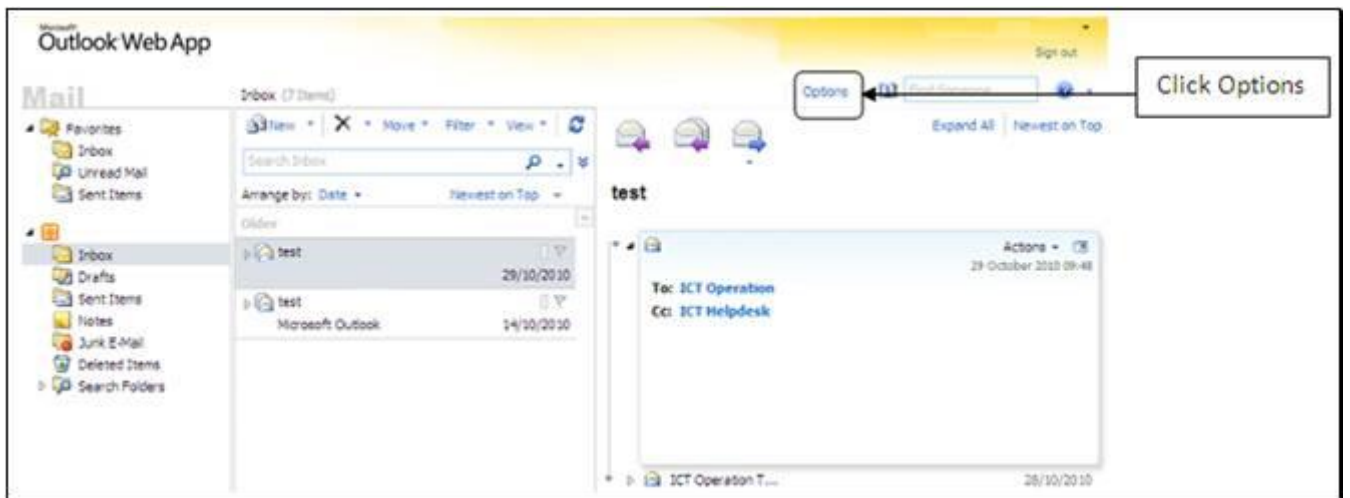 Microsoft
Outlook Web App
Sign out
Mail
Inbox (7 Items)
Options
Find Someone
Click Options
Favorites
Inbox
Unread Mail
Sent Items
Inbox
Drafts
Sent Items
Notes
Junk E-Mail
Deleted Items
Search Folders
New Move Filter View
Search Inbox
Arrange by: Date Newest on Top
Older
test
29/10/2010
test
Microsoft Outlook 14/10/2010
Expand All Newest on Top
test
Actions
29 October 2010 09:48
To: ICT Operation
Cc: ICT Helpdesk
ICT Operation T... 28/10/2010